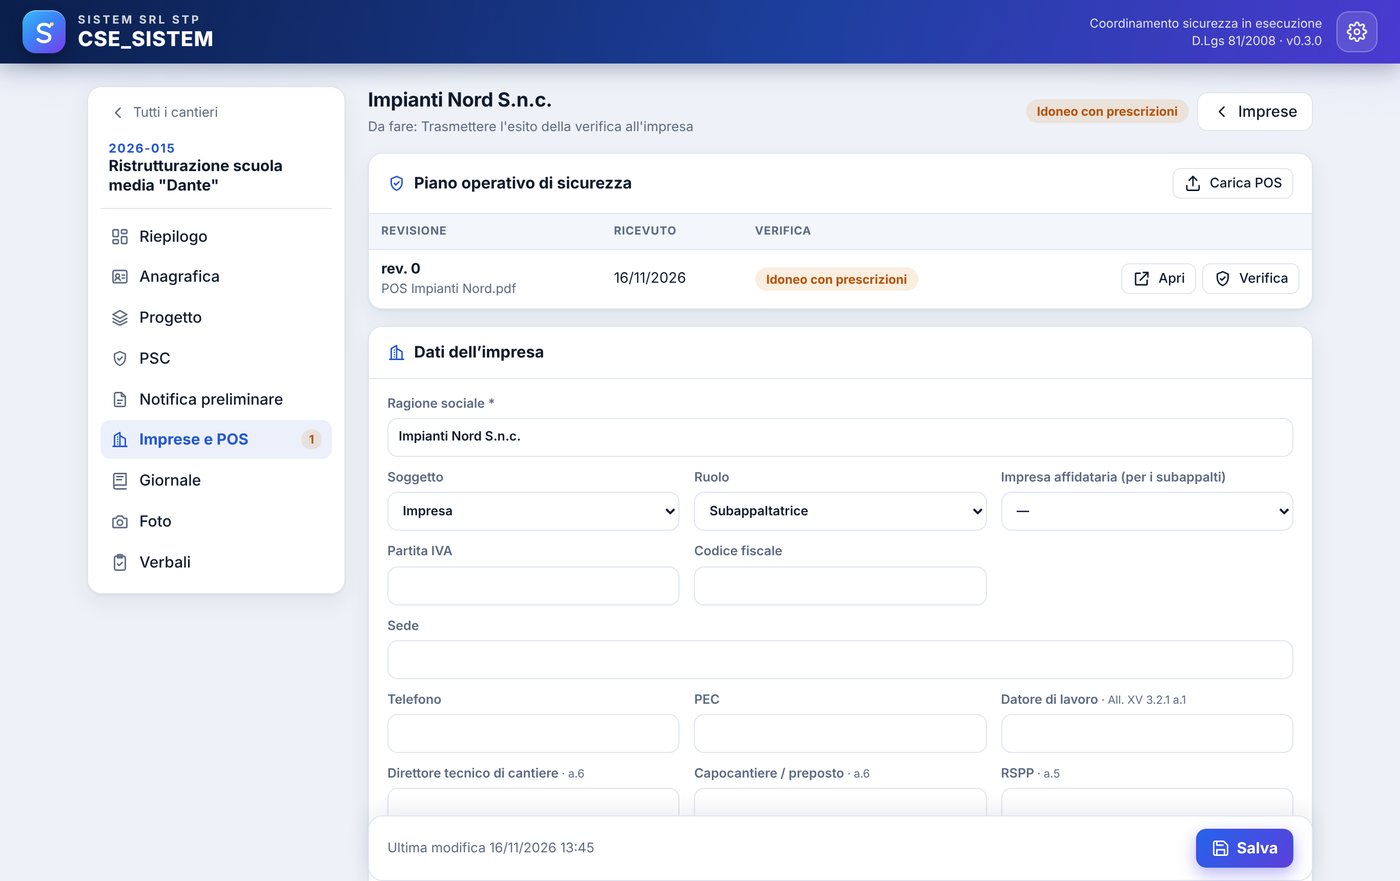 SISTEM SRL STP
CSE_SISTEM
Coordinamento sicurezza in esecuzione
D.Lgs 81/2008 · v0.3.0
Tutti i cantieri
2026-015
Ristrutturazione scuola
media "Dante"
Riepilogo
Anagrafica
Progetto
PSC
Notifica preliminare
Imprese e POS 1
Giornale
Foto
Verbali
Impianti Nord S.n.c.
Da fare: Trasmettere l'esito della verifica all'impresa
Idoneo con prescrizioni
Imprese
Piano operativo di sicurezza
Carica POS
REVISIONE RICEVUTO VERIFICA
rev. 0
POS Impianti Nord.pdf
16/11/2026
Idoneo con prescrizioni
Apri
Verifica
Dati dell’impresa
Ragione sociale *
Impianti Nord S.n.c.
Soggetto Ruolo Impresa affidataria (per i subappalti)
Impresa Subappaltatrice —
Partita IVA Codice fiscale
Sede
Telefono PEC Datore di lavoro · All. XV 3.2.1 a.1
Direttore tecnico di cantiere · a.6 Capocantiere / preposto · a.6 RSPP · a.5
Ultima modifica 16/11/2026 13:45
Salva